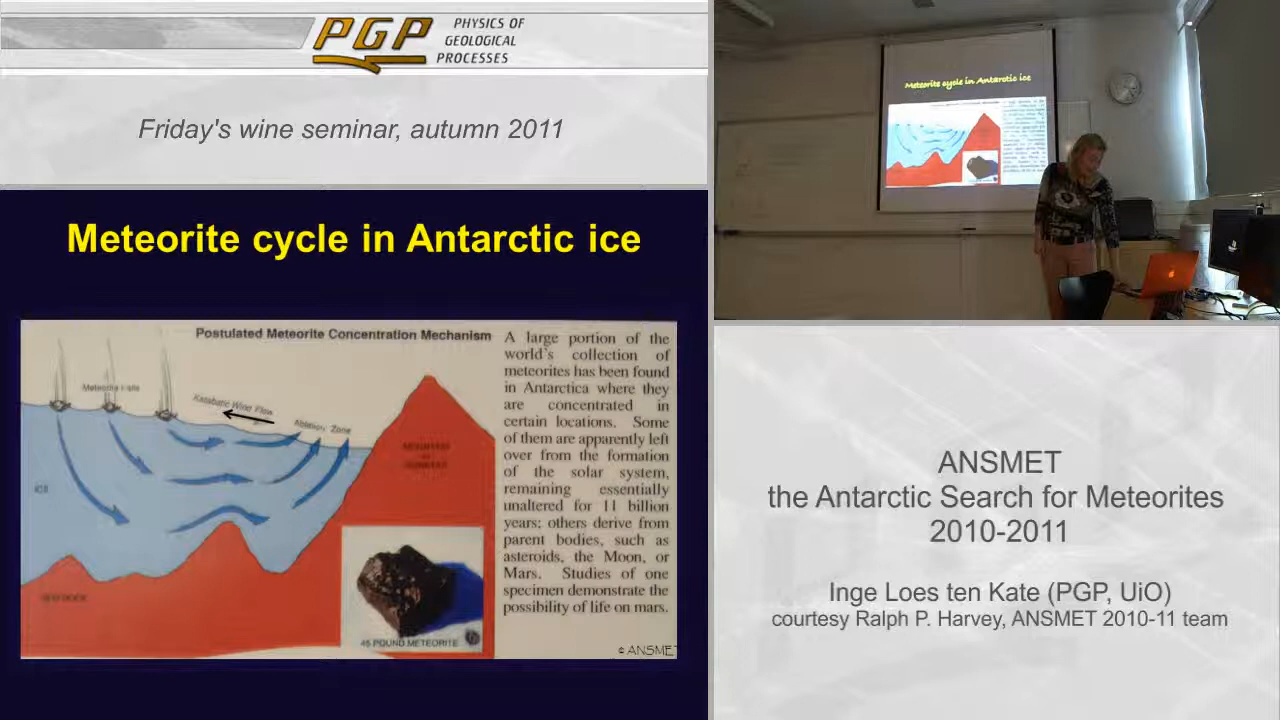 PGP
PHYSICS OF
GEOLOGICAL
PROCESSES
Friday's wine seminar, autumn 2011
Meteorite cycle in Antarctic ice
Postulated Meteorite Concentration Mechanism
Katabatic Wind Flow
Ablation Zone
ICE
BEDROCK
45 POUND METEORITE
A large portion of the
world's collection of
meteorites has been found
in Antarctica where they
are concentrated in
certain locations. Some
of them are apparently left
over from the formation
of the solar system,
remaining essentially
unaltered for 11 billion
years; others derive from
parent bodies, such as
asteroids, the Moon, or
Mars. Studies of one
specimen demonstrate the
possibility of life on mars.
© ANSMET
Meteorite cycle in Antarctic ice
ANSMET
the Antarctic Search for Meteorites
2010-2011
Inge Loes ten Kate (PGP, UiO)
courtesy Ralph P. Harvey, ANSMET 2010-11 team